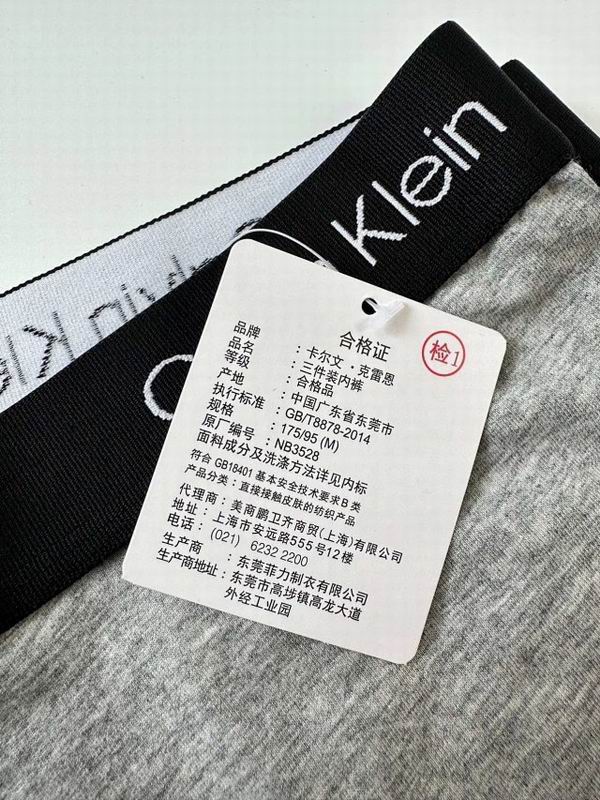 Klein
C
合格证
检1
品牌 : 卡尔文·克雷恩
品名 : 三件装内裤
等级 : 合格品
产地 : 中国广东省东莞市
执行标准 : GB/T8878-2014
规格 : 175/95 (M)
原厂编号 : NB3528
面料成分及洗涤方法详见内标
符合 GB18401 基本安全技术要求B 类
产品分类：直接接触皮肤的纺织产品
代理商：美商鹏卫齐商贸(上海)有限公司
地址：上海市安远路555号12楼
电话：(021) 6232 2200
生产商 : 东莞菲力制衣有限公司
生产商地址：东莞市高埗镇高龙大道
外经工业园